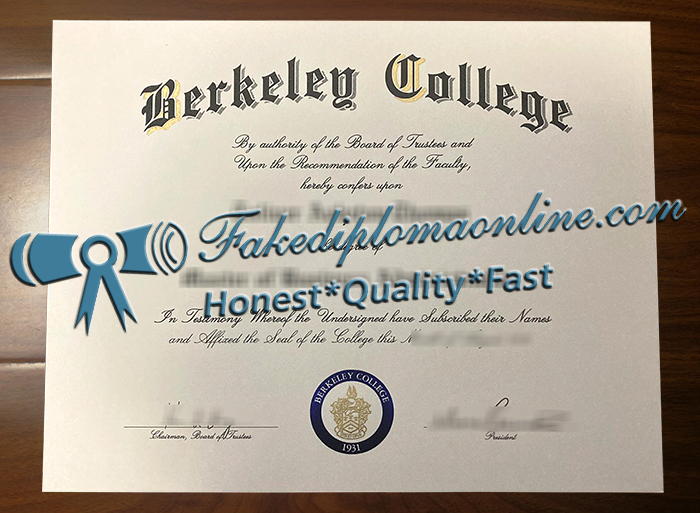 Berkeley College
By authority of the Board of Trustees and
Upon the Recommendation of the Faculty,
hereby confers upon
Fakediplomaonline.com
degree of
Honest*Quality*Fast
In Testimony Whereof the Undersigned have Subscribed their Names
and Affixed the Seal of the College this
BERKELEY COLLEGE
1931
Chairman, Board of Trustees
President